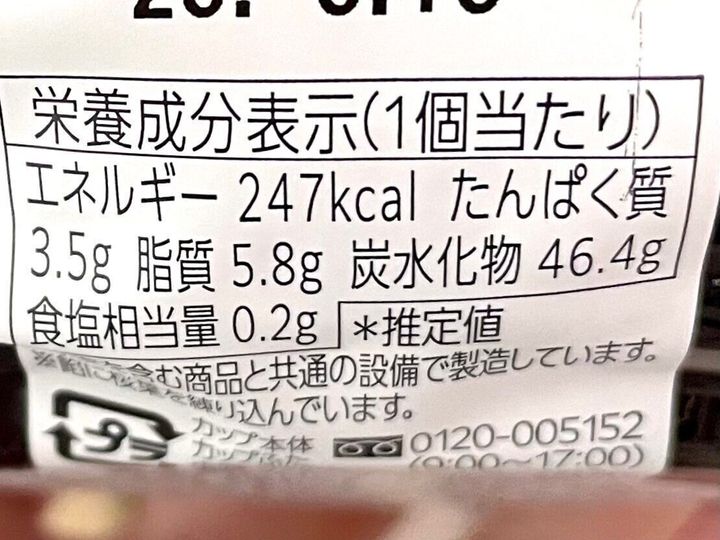 栄養成分表示(1個当たり)
エネルギー 247kcal たんぱく質
3.5g 脂質 5.8g 炭水化物 46.4g
食塩相当量 0.2g *推定値
含む商品と共通の設備で製造しています。
練り込んでいます。
プラ
カップ本体
0120-005152
(9:00~17:00)